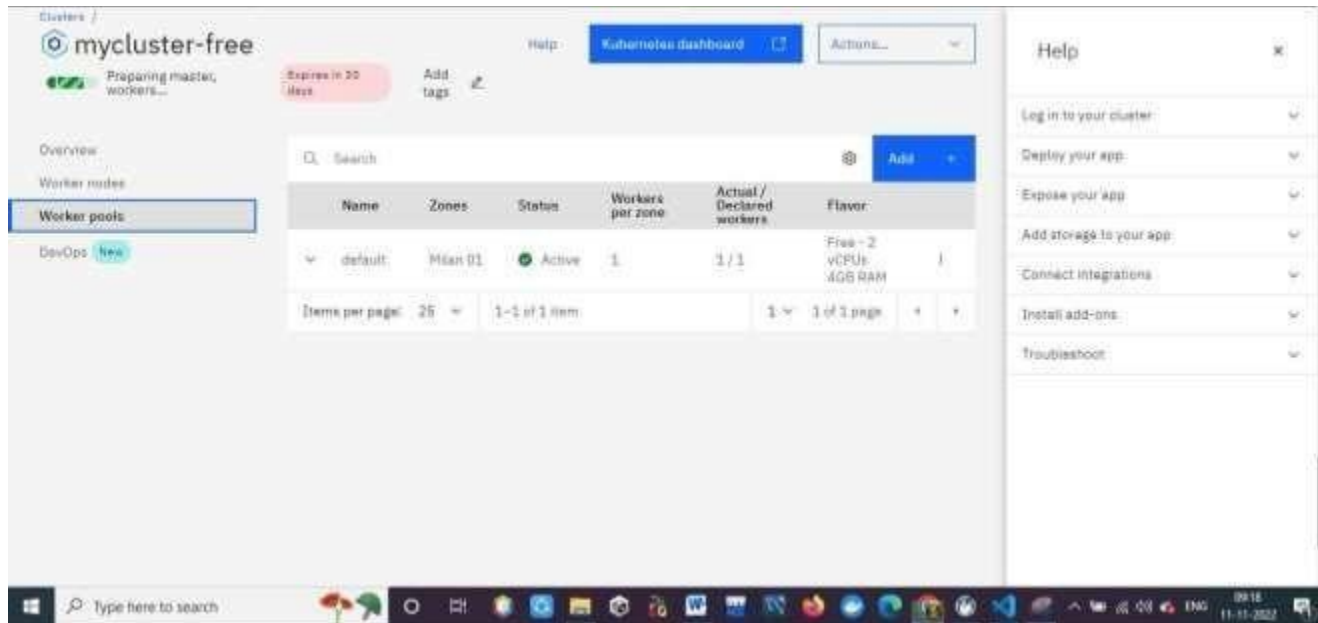 Clusters /
mycluster-free
Preparing master,
workers...
Expires in 30
days
Add
tags
Help
Kubernetes dashboard
Actions...
Overview
Worker nodes
Worker pools
DevOps New
Search
Add +
Name Zones Status Workers per zone Actual / Declared workers Flavor
default Milan 01 Active 1 1 / 1 Free - 2 vCPUs 4GB RAM
Items per page: 25 1–1 of 1 item 1 1 of 1 page
Help
Log in to your cluster
Deploy your app
Expose your app
Add storage to your app
Connect integrations
Install add-ons
Troubleshoot
Type here to search
ENG
09:18
11-11-2022